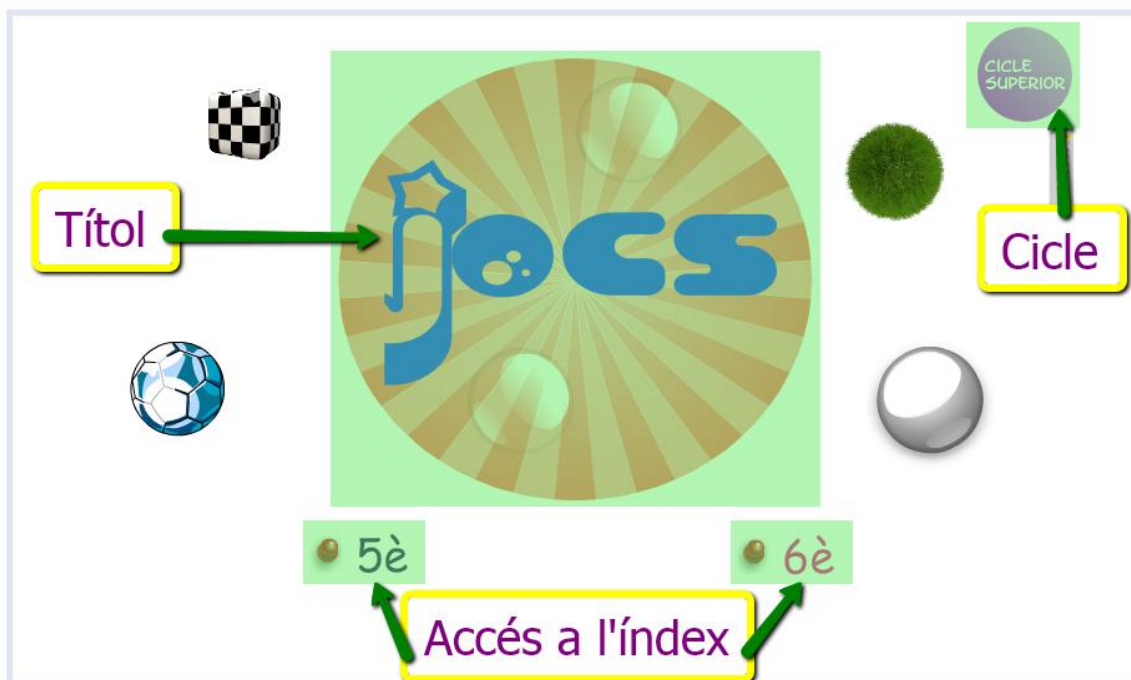 CICLE
SUPERIOR
Títol
jocs
Cicle
5è
6è
Accés a l'índex